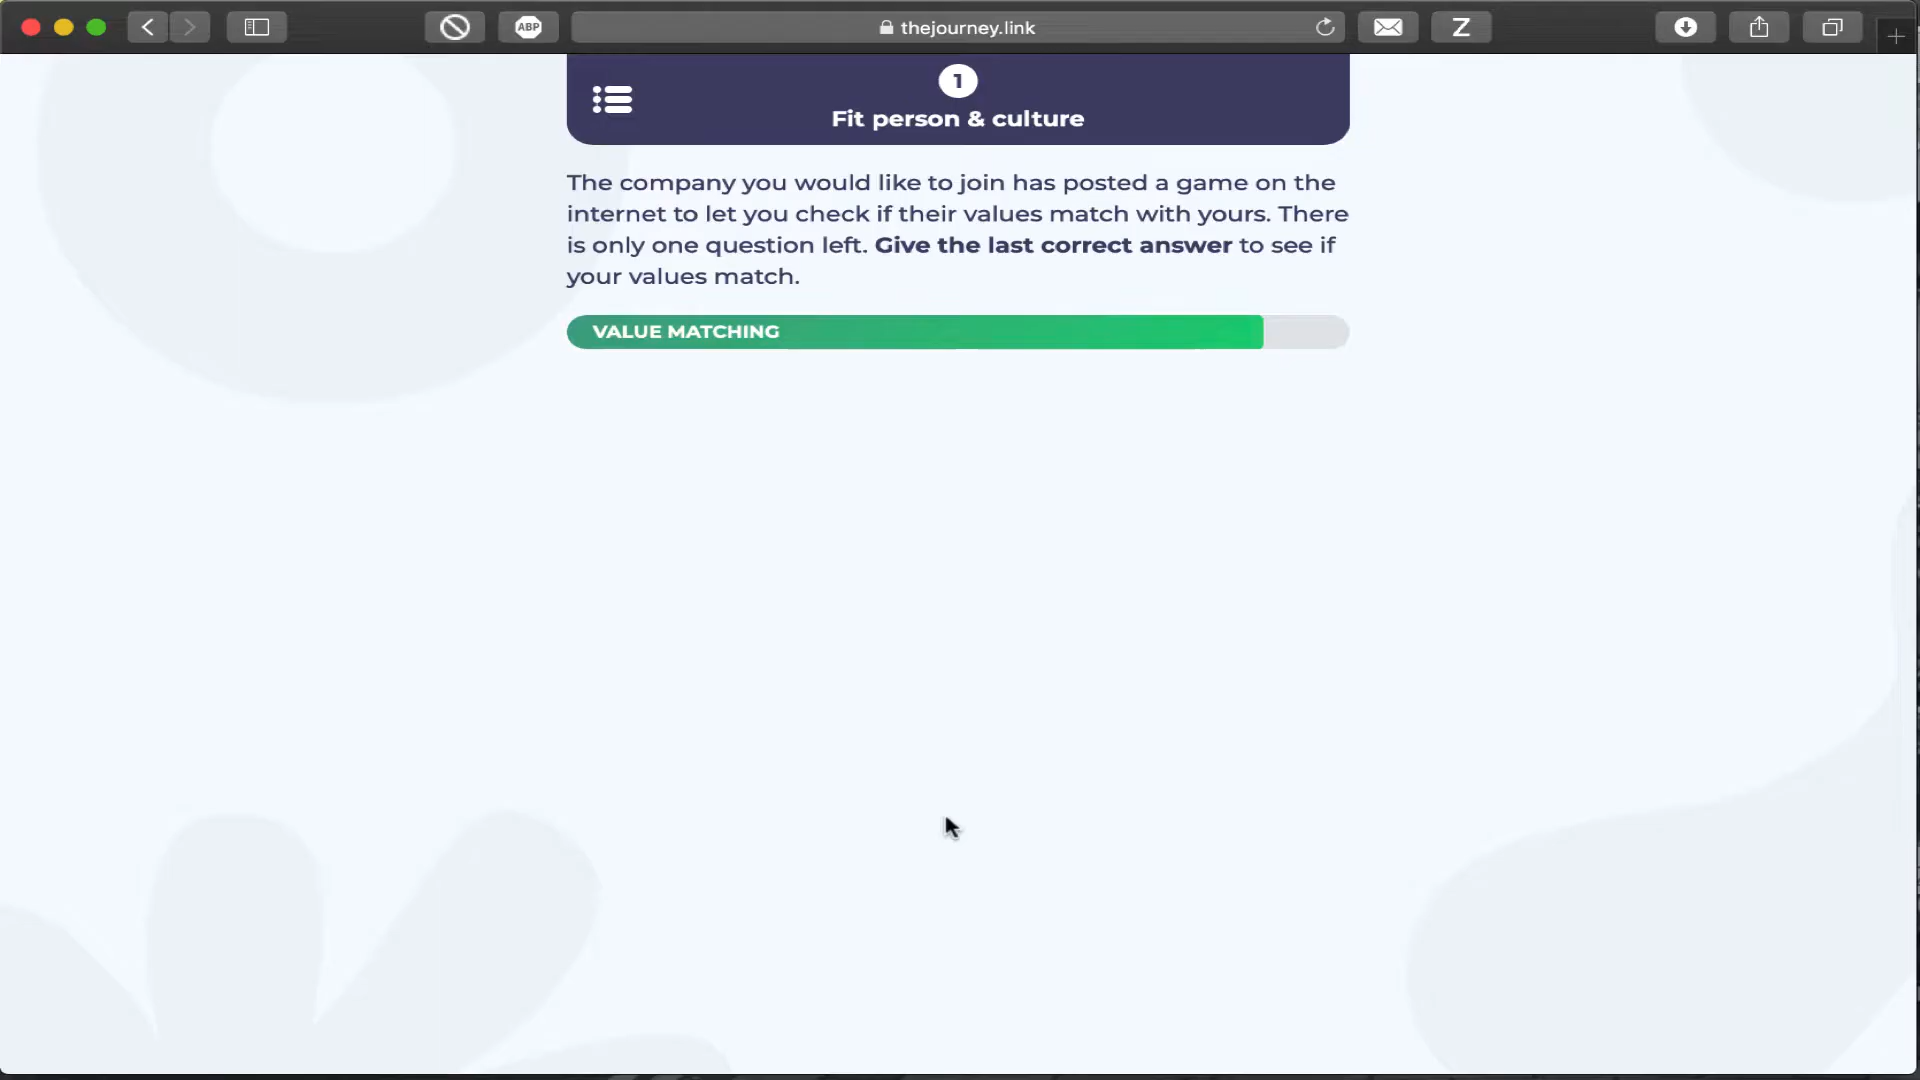 ABP
thejourney.link
Z
1
Fit person & culture
The company you would like to join has posted a game on the
internet to let you check if their values match with yours. There
is only one question left. Give the last correct answer to see if
your values match.
VALUE MATCHING